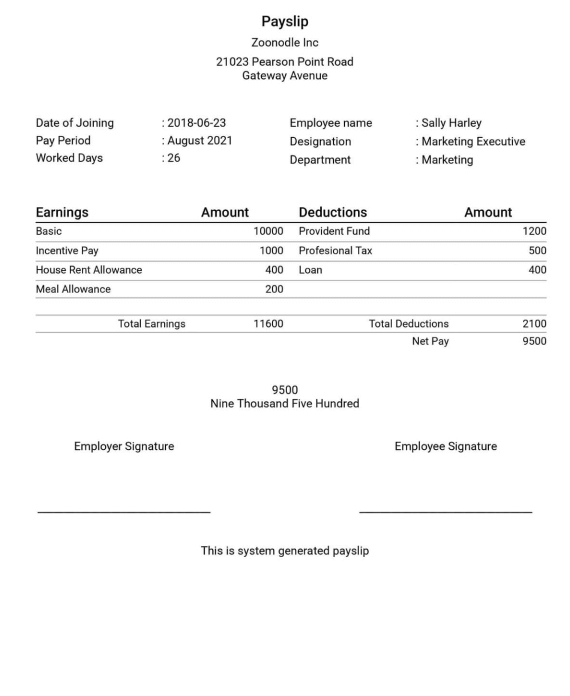 Payslip
Zoonodle Inc
21023 Pearson Point Road
Gateway Avenue
Date of Joining : 2018-06-23 Employee name : Sally Harley
Pay Period : August 2021 Designation : Marketing Executive
Worked Days : 26 Department : Marketing
Earnings Amount Deductions Amount
Basic 10000 Provident Fund 1200
Incentive Pay 1000 Profesional Tax 500
House Rent Allowance 400 Loan 400
Meal Allowance 200
Total Earnings 11600 Total Deductions 2100
Net Pay 9500
9500
Nine Thousand Five Hundred
Employer Signature Employee Signature
This is system generated payslip